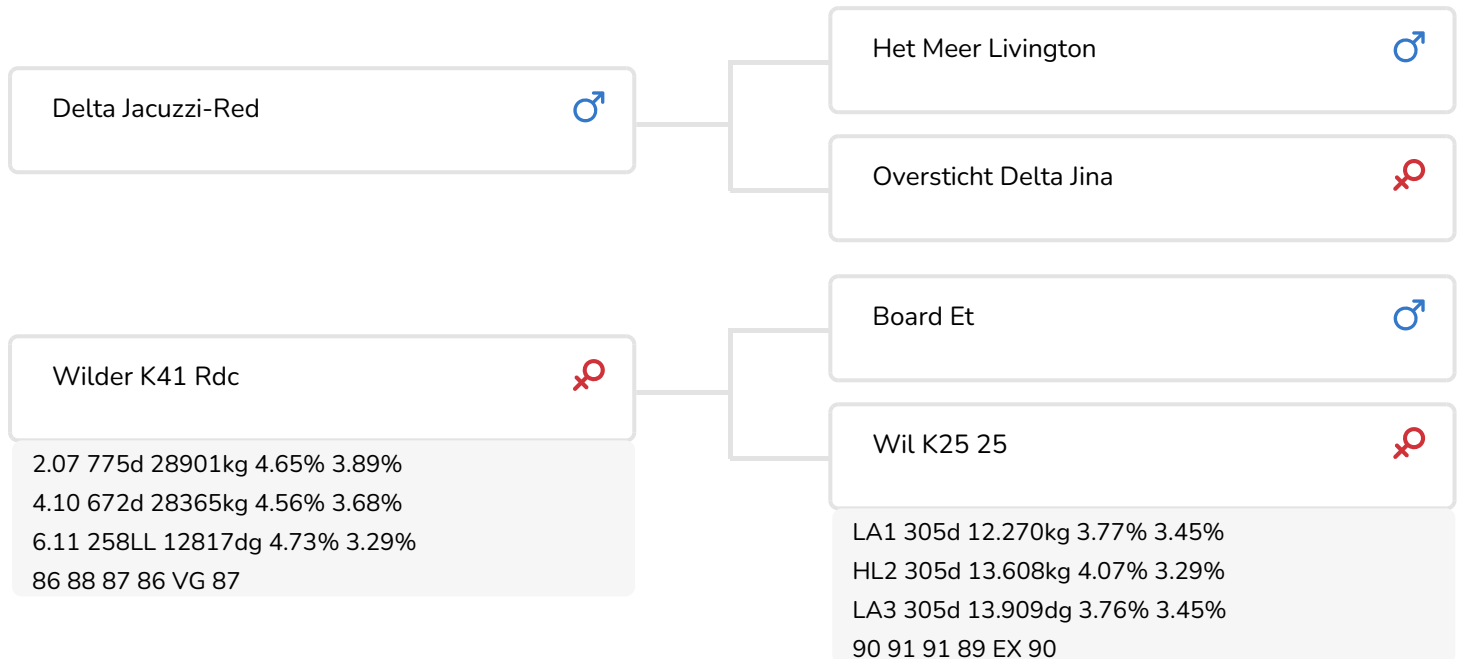 Delta Jacuzzi-Red
Het Meer Livington
Oversticht Delta Jina
Wilder K41 Rdc
2.07 775d 28901kg 4.65% 3.89%
4.10 672d 28365kg 4.56% 3.68%
6.11 258LL 12817dg 4.73% 3.29%
86 88 87 86 VG 87
Board Et
Wil K25 25
LA1 305d 12.270kg 3.77% 3.45%
HL2 305d 13.608kg 4.07% 3.29%
LA3 305d 13.909dg 3.76% 3.45%
90 91 91 89 EX 90